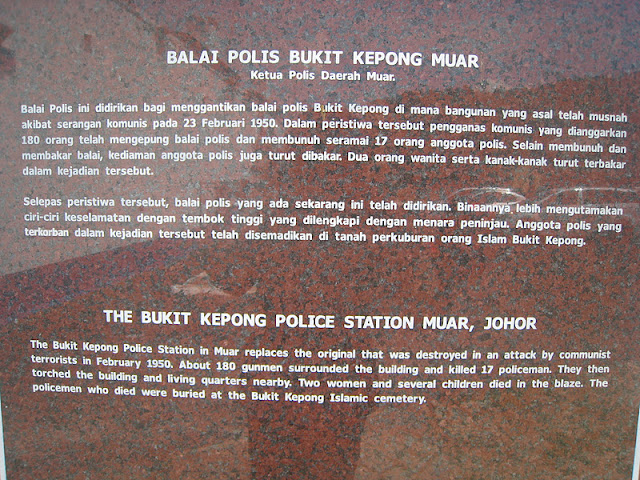 BALAI POLIS BUKIT KEPONG MUAR
Ketua Polis Daerah Muar.
Balai Polis ini didirikan bagi menggantikan balai polis Bukit Kepong di mana bangunan yang asal telah musnah
akibat serangan komunis pada 23 Februari 1950. Dalam peristiwa tersebut pengganas komunis yang dianggarkan
180 orang telah mengepung balai polis dan membunuh seramai 17 orang anggota polis. Selain membunuh dan
membakar balai, kediaman anggota polis juga turut dibakar. Dua orang wanita serta kanak-kanak turut terbakar
dalam kejadian tersebut.
Selepas peristiwa tersebut, balai polis yang ada sekarang ini telah didirikan. Binaannya lebih mengutamakan
ciri-ciri keselamatan dengan tembok tinggi yang dilengkapi dengan menara peninjau. Anggota polis yang
terkorban dalam kejadian tersebut telah disemadikan di tanah perkuburan orang Islam Bukit Kepong.
THE BUKIT KEPONG POLICE STATION MUAR, JOHOR
The Bukit Kepong Police Station in Muar replaces the original that was destroyed in an attack by communist
terrorists in February 1950. About 180 gunmen surrounded the building and killed 17 policeman. They then
torched the building and living quarters nearby. Two women and several children died in the blaze. The
policemen who died were buried at the Bukit Kepong Islamic cemetery.